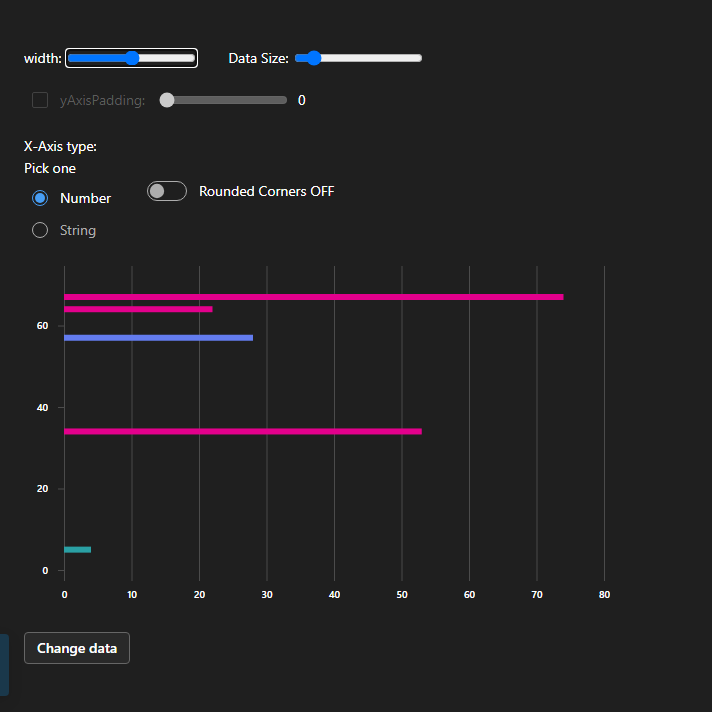 width:
Data Size:
yAxisPadding:
0
X-Axis type:
Pick one
Number
Rounded Corners OFF
String
60
40
20
0
0 10 20 30 40 50 60 70 80
Change data